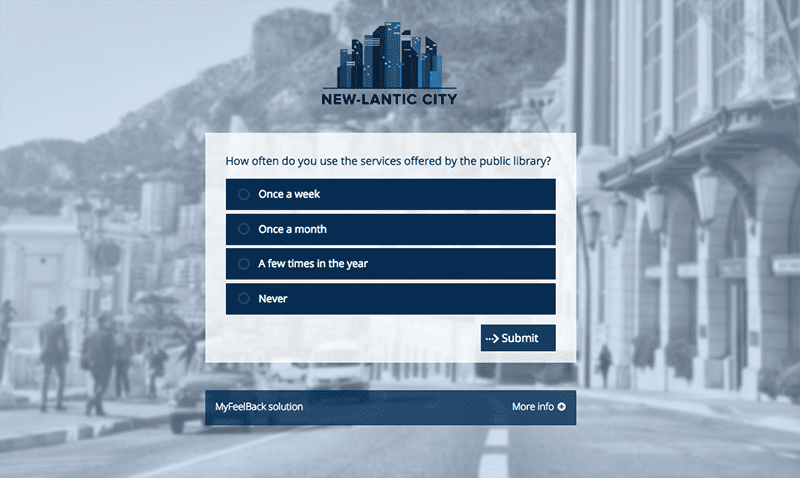 NEW-LANTIC CITY
How often do you use the services offered by the public library?
Once a week
Once a month
A few times in the year
Never
Submit
MyFeelBack solution
More info